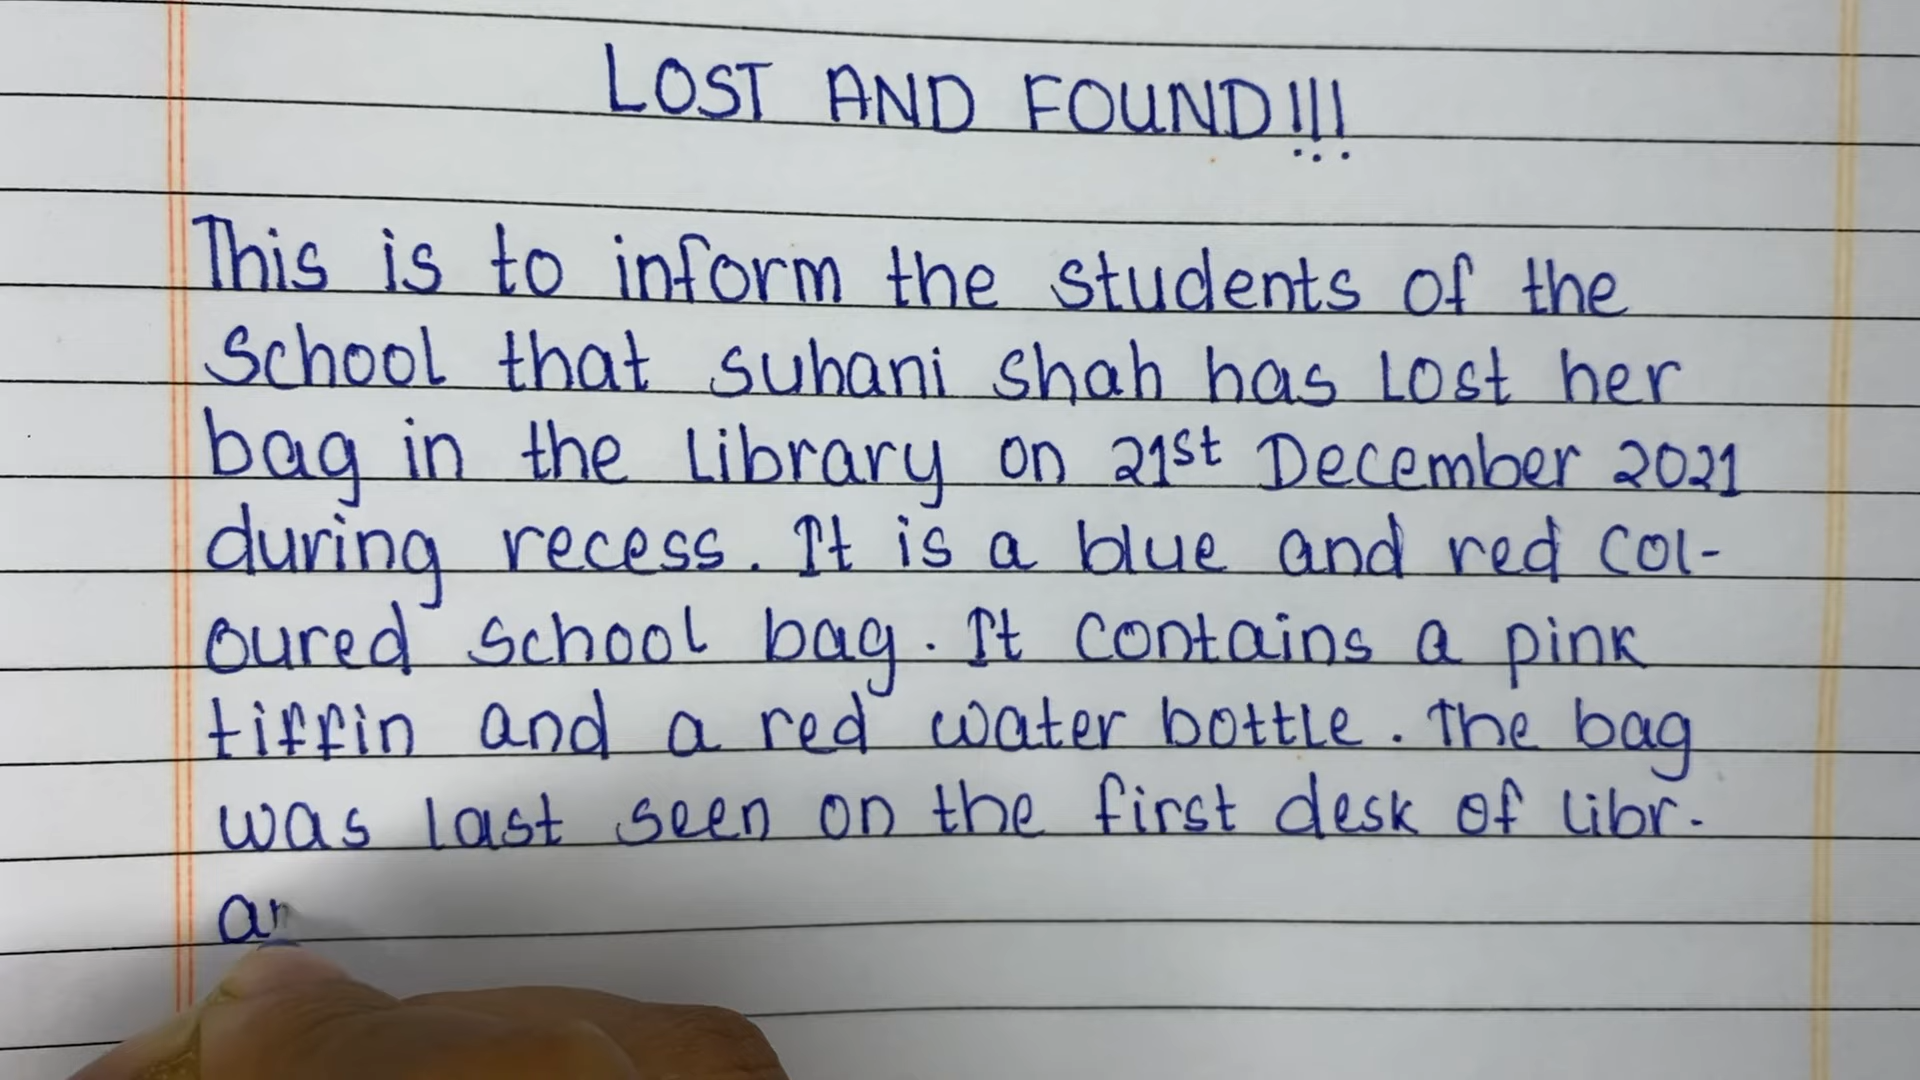 LOST AND FOUND!!!
This is to inform the students of the
school that suhani shah has lost her
bag in the library on 21st December 2021
during recess. It is a blue and red col-
oured school bag. It contains a pink
tiffin and a red water bottle. The bag
was last seen on the first desk of libr-
ar